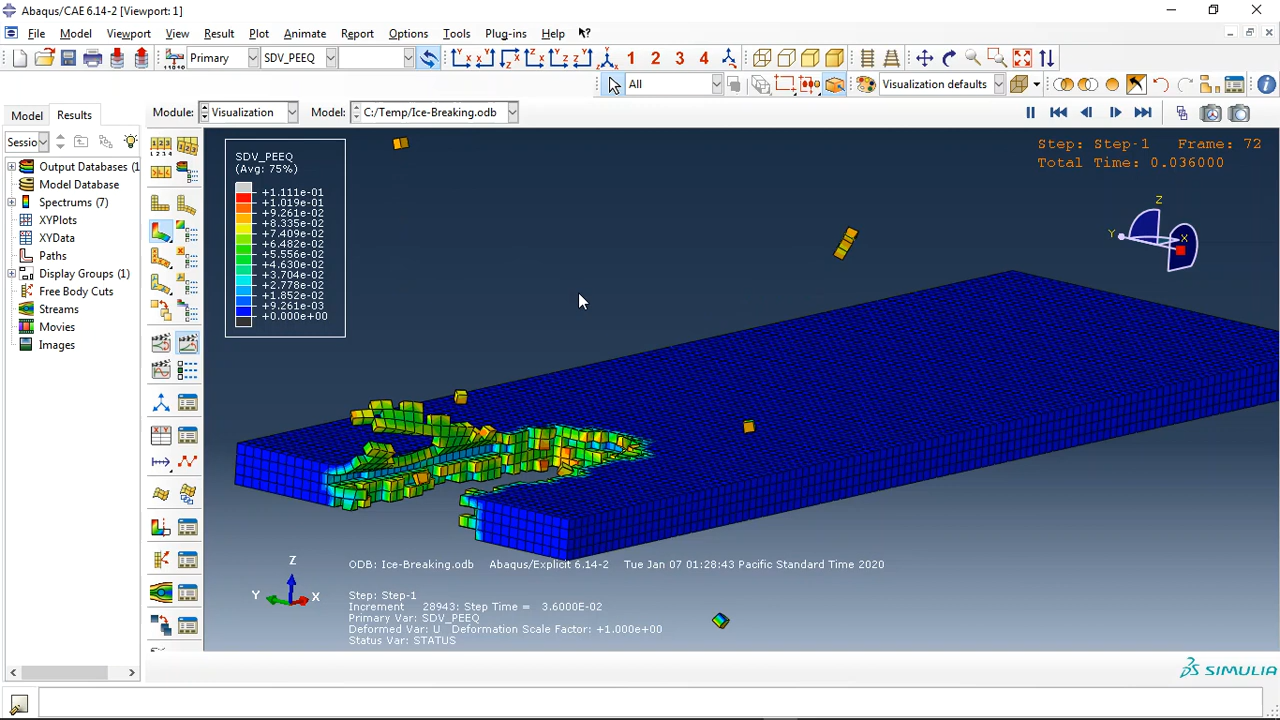 Abaqus/CAE 6.14-2 [Viewport: 1]
File Model Viewport View Result Plot Animate Report Options Tools Plug-ins Help
Primary SDV_PEEQ 1 2 3 4
All Visualization defaults
Model Results Module: Visualization Model: C:/Temp/Ice-Breaking.odb
Sessio
Output Databases (1
Model Database
Spectrums (7)
XYPlots
XYData
Paths
Display Groups (1)
Free Body Cuts
Streams
Movies
Images
SDV_PEEQ
(Avg: 75%)
+1.111e-01
+1.019e-01
+9.261e-02
+8.335e-02
+7.409e-02
+6.482e-02
+5.556e-02
+4.630e-02
+3.704e-02
+2.778e-02
+1.852e-02
+9.261e-03
+0.000e+00
Step: Step-1 Frame: 72
Total Time: 0.036000
Z
Y X
Z
Y X
ODB: Ice-Breaking.odb Abaqus/Explicit 6.14-2 Tue Jan 07 01:28:43 Pacific Standard Time 2020
Step: Step-1
Increment 28943: Step Time = 3.6000E-02
Primary Var: SDV_PEEQ
Deformed Var: U Deformation Scale Factor: +1.000e+00
Status Var: STATUS
SIMULIA